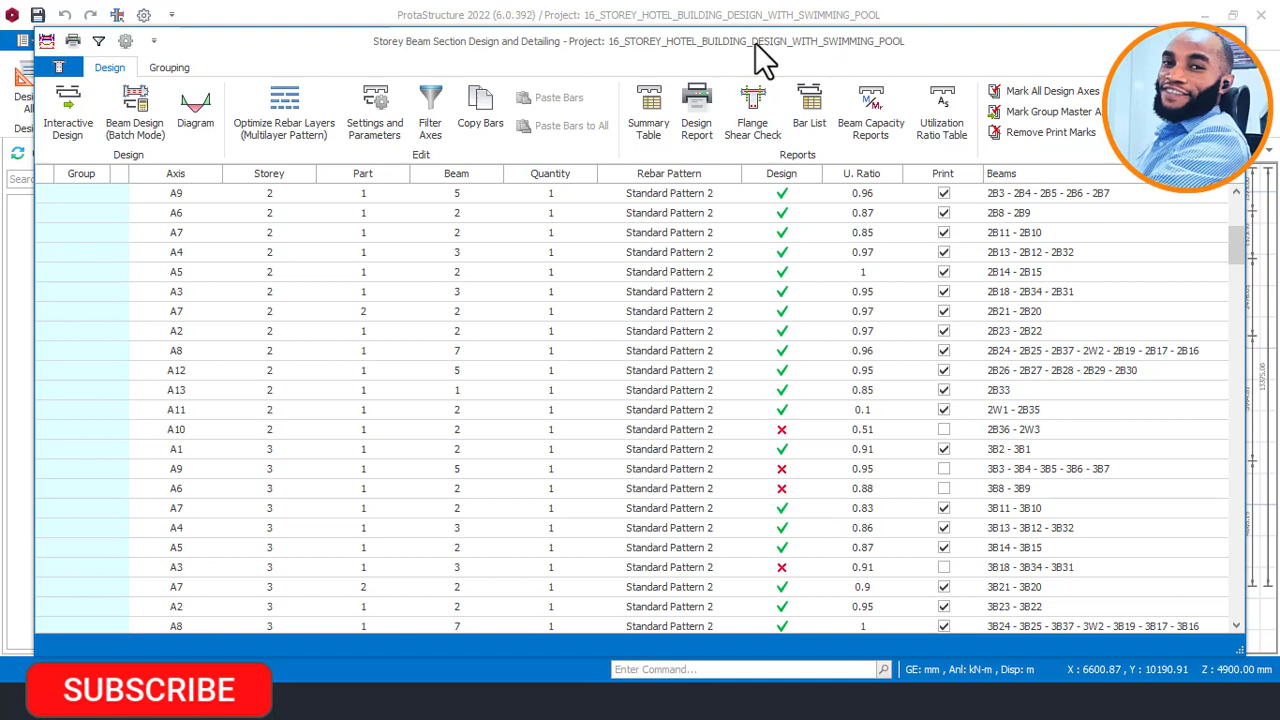 ProtaStructure 2022 (6.0.392) / Project: 16_STOREY_HOTEL_BUILDING_DESIGN_WITH_SWIMMING_POOL
Storey Beam Section Design and Detailing - Project: 16_STOREY_HOTEL_BUILDING_DESIGN_WITH_SWIMMING_POOL
Design Grouping
Interactive Design
Beam Design (Batch Mode)
Diagram
Optimize Rebar Layers (Multilayer Pattern)
Settings and Parameters
Filter Axes
Copy Bars
Paste Bars
Paste Bars to All
Summary Table
Design Report
Flange Shear Check
Bar List
Beam Capacity Reports
Utilization Ratio Table
Mark All Design Axes
Mark Group Master A
Remove Print Marks
Design Edit Reports
Group Axis Storey Part Beam Quantity Rebar Pattern Design U. Ratio Print Beams
A9 2 1 5 1 Standard Pattern 2 0.96 2B3 - 2B4 - 2B5 - 2B6 - 2B7
A6 2 1 2 1 Standard Pattern 2 0.87 2B8 - 2B9
A7 2 1 2 1 Standard Pattern 2 0.85 2B11 - 2B10
A4 2 1 3 1 Standard Pattern 2 0.97 2B13 - 2B12 - 2B32
A5 2 1 2 1 Standard Pattern 2 1 2B14 - 2B15
A3 2 1 3 1 Standard Pattern 2 0.95 2B18 - 2B34 - 2B31
A7 2 2 2 1 Standard Pattern 2 0.97 2B21 - 2B20
A2 2 1 2 1 Standard Pattern 2 0.97 2B23 - 2B22
A8 2 1 7 1 Standard Pattern 2 0.96 2B24 - 2B25 - 2B37 - 2W2 - 2B19 - 2B17 - 2B16
A12 2 1 5 1 Standard Pattern 2 0.95 2B26 - 2B27 - 2B28 - 2B29 - 2B30
A13 2 1 1 1 Standard Pattern 2 0.85 2B33
A11 2 1 2 1 Standard Pattern 2 0.1 2W1 - 2B35
A10 2 1 2 1 Standard Pattern 2 0.51 2B36 - 2W3
A1 3 1 2 1 Standard Pattern 2 0.91 3B2 - 3B1
A9 3 1 5 1 Standard Pattern 2 0.95 3B3 - 3B4 - 3B5 - 3B6 - 3B7
A6 3 1 2 1 Standard Pattern 2 0.88 3B8 - 3B9
A7 3 1 2 1 Standard Pattern 2 0.83 3B11 - 3B10
A4 3 1 3 1 Standard Pattern 2 0.86 3B13 - 3B12 - 3B32
A5 3 1 2 1 Standard Pattern 2 0.87 3B14 - 3B15
A3 3 1 3 1 Standard Pattern 2 0.91 3B18 - 3B34 - 3B31
A7 3 2 2 1 Standard Pattern 2 0.9 3B21 - 3B20
A2 3 1 2 1 Standard Pattern 2 0.95 3B23 - 3B22
A8 3 1 7 1 Standard Pattern 2 1 3B24 - 3B25 - 3B37 - 3W2 - 3B19 - 3B17 - 3B16
Enter Command... GE: mm, Anl: kN-m, Disp: m X : 6600.87 , Y : 10190.91 Z : 4900.00 mm
SUBSCRIBE